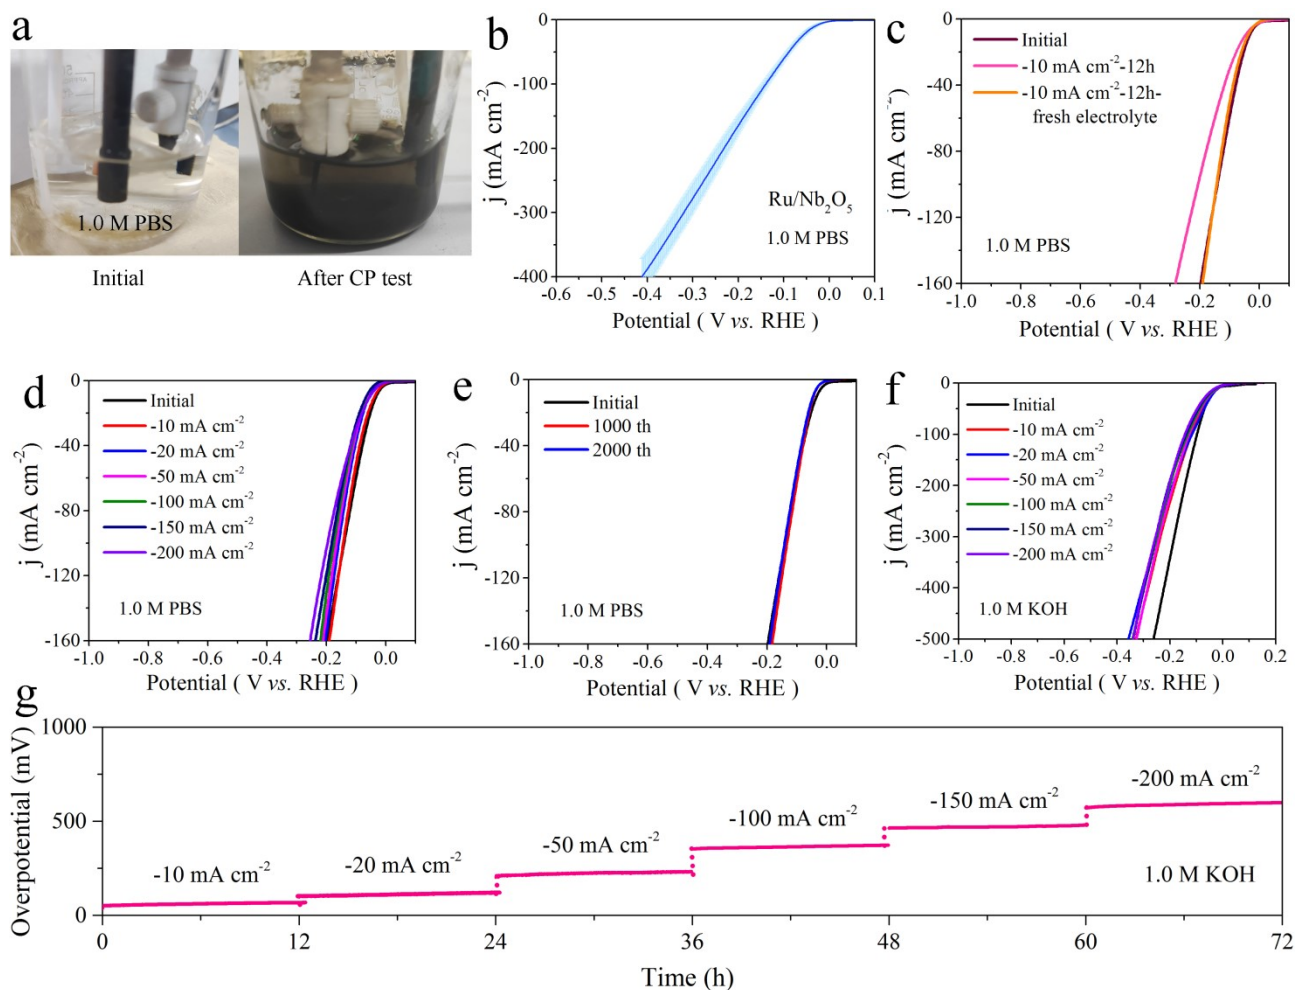 a
1.0 M PBS
Initial
After CP test
b
0
-100
-200
-300
-400
j (mA cm⁻²)
Ru/Nb₂O₅
1.0 M PBS
-0.6 -0.5 -0.4 -0.3 -0.2 -0.1 0.0 0.1
Potential ( V vs. RHE )
c
0
-40
-80
-120
-160
j (mA cm⁻²)
Initial
-10 mA cm⁻²-12h
-10 mA cm⁻²-12h-
fresh electrolyte
1.0 M PBS
-1.0 -0.8 -0.6 -0.4 -0.2 0.0
Potential ( V vs. RHE )
d
0
-40
-80
-120
-160
j (mA cm⁻²)
Initial
-10 mA cm⁻²
-20 mA cm⁻²
-50 mA cm⁻²
-100 mA cm⁻²
-150 mA cm⁻²
-200 mA cm⁻²
1.0 M PBS
-1.0 -0.8 -0.6 -0.4 -0.2 0.0
Potential ( V vs. RHE )
e
0
-40
-80
-120
-160
j (mA cm⁻²)
Initial
1000 th
2000 th
1.0 M PBS
-1.0 -0.8 -0.6 -0.4 -0.2 0.0
Potential ( V vs. RHE )
f
0
-100
-200
-300
-400
-500
j (mA cm⁻²)
Initial
-10 mA cm⁻²
-20 mA cm⁻²
-50 mA cm⁻²
-100 mA cm⁻²
-150 mA cm⁻²
-200 mA cm⁻²
1.0 M KOH
-1.0 -0.8 -0.6 -0.4 -0.2 0.0 0.2
Potential ( V vs. RHE )
g
1000
500
0
Overpotential (mV)
-10 mA cm⁻²
-20 mA cm⁻²
-50 mA cm⁻²
-100 mA cm⁻²
-150 mA cm⁻²
-200 mA cm⁻²
1.0 M KOH
0 12 24 36 48 60 72
Time (h)